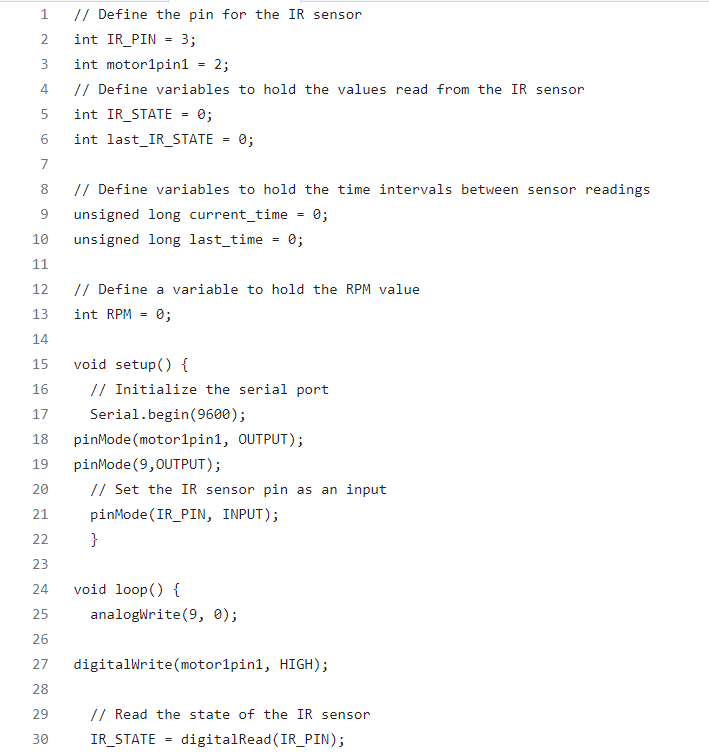 1 // Define the pin for the IR sensor
2 int IR_PIN = 3;
3 int motor1pin1 = 2;
4 // Define variables to hold the values read from the IR sensor
5 int IR_STATE = 0;
6 int last_IR_STATE = 0;
7
8 // Define variables to hold the time intervals between sensor readings
9 unsigned long current_time = 0;
10 unsigned long last_time = 0;
11
12 // Define a variable to hold the RPM value
13 int RPM = 0;
14
15 void setup() {
16   // Initialize the serial port
17   Serial.begin(9600);
18 pinMode(motor1pin1, OUTPUT);
19 pinMode(9,OUTPUT);
20   // Set the IR sensor pin as an input
21   pinMode(IR_PIN, INPUT);
22   }
23
24 void loop() {
25   analogWrite(9, 0);
26
27 digitalWrite(motor1pin1, HIGH);
28
29   // Read the state of the IR sensor
30   IR_STATE = digitalRead(IR_PIN);